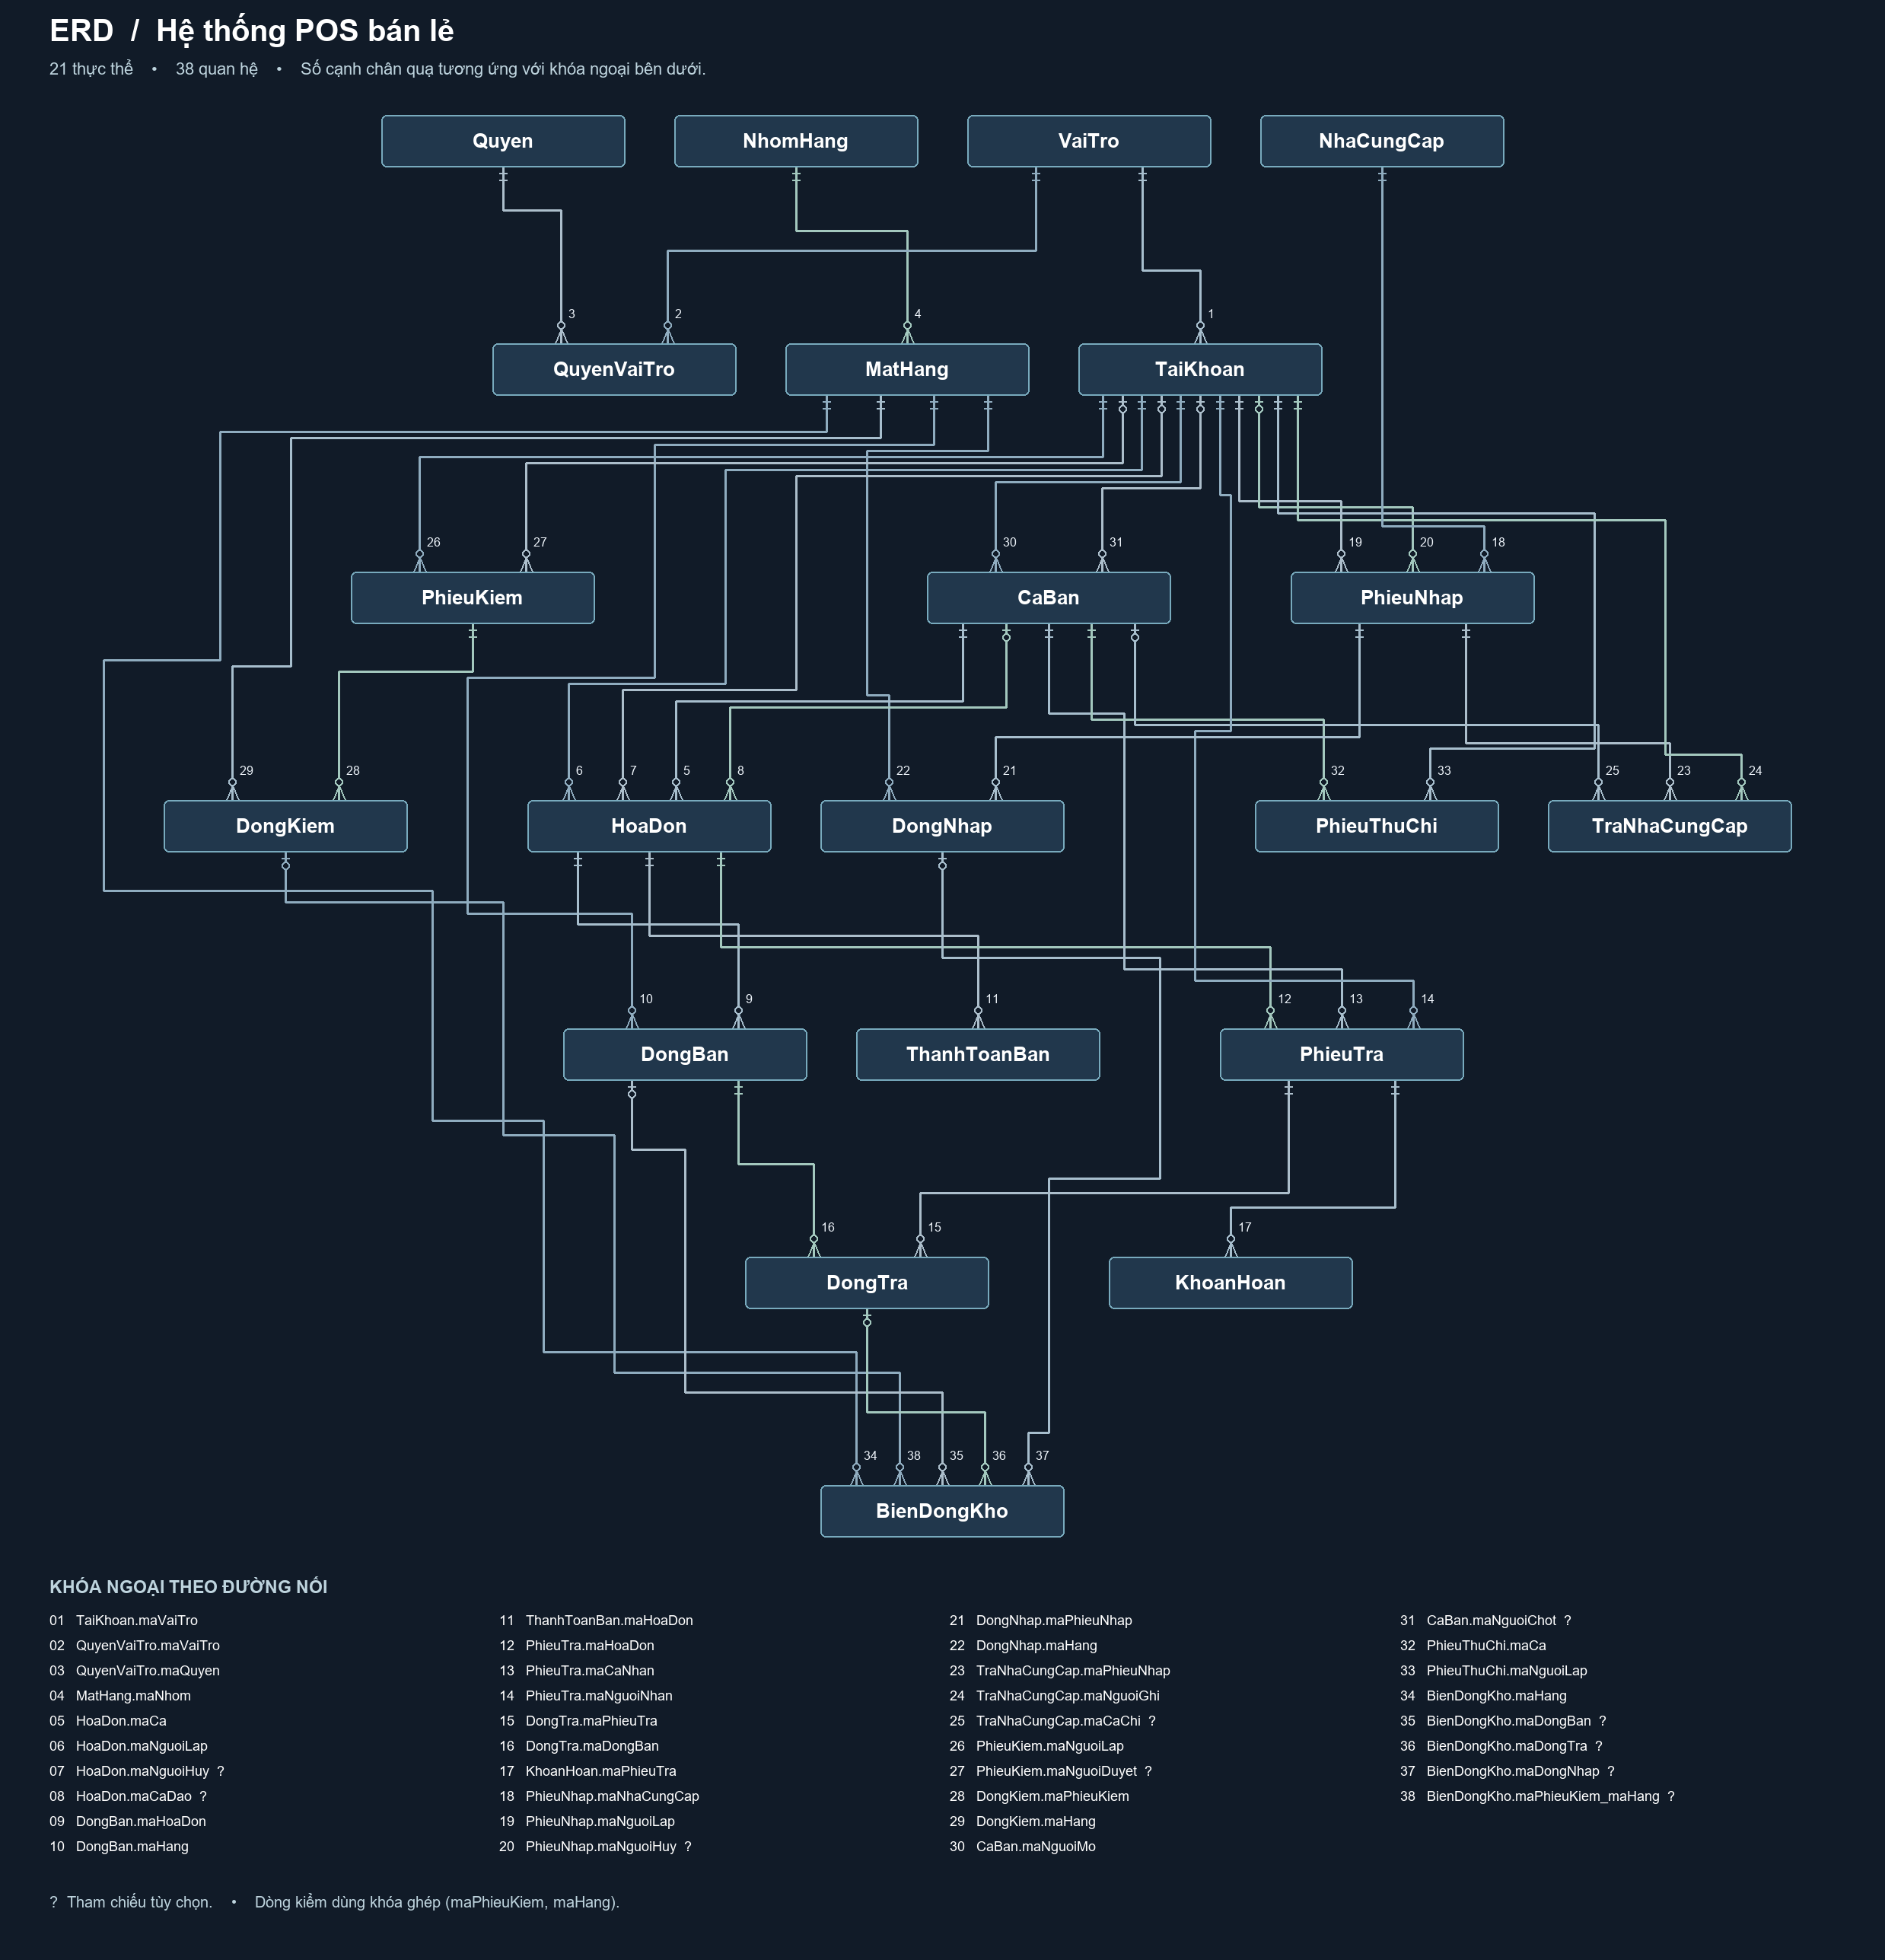 ERD / Hệ thống POS bán lẻ
21 thực thể • 38 quan hệ • Số cạnh chân quạ tương ứng với khóa ngoại bên dưới.
Quyen
NhomHang
VaiTro
NhaCungCap
3
2
4
1
QuyenVaiTro
MatHang
TaiKhoan
26
27
30
31
19
20
18
PhieuKiem
CaBan
PhieuNhap
29
28
6
7
5
8
22
21
32
33
25
23
24
DongKiem
HoaDon
DongNhap
PhieuThuChi
TraNhaCungCap
10
9
11
12
13
14
DongBan
ThanhToanBan
PhieuTra
16
15
17
DongTra
KhoanHoan
34
38
35
36
37
BienDongKho
KHÓA NGOẠI THEO ĐƯỜNG NỐI
01 TaiKhoan.maVaiTro
02 QuyenVaiTro.maVaiTro
03 QuyenVaiTro.maQuyen
04 MatHang.maNhom
05 HoaDon.maCa
06 HoaDon.maNguoiLap
07 HoaDon.maNguoiHuy ?
08 HoaDon.maCaDao ?
09 DongBan.maHoaDon
10 DongBan.maHang
11 ThanhToanBan.maHoaDon
12 PhieuTra.maHoaDon
13 PhieuTra.maCaNhan
14 PhieuTra.maNguoiNhan
15 DongTra.maPhieuTra
16 DongTra.maDongBan
17 KhoanHoan.maPhieuTra
18 PhieuNhap.maNhaCungCap
19 PhieuNhap.maNguoiLap
20 PhieuNhap.maNguoiHuy ?
21 DongNhap.maPhieuNhap
22 DongNhap.maHang
23 TraNhaCungCap.maPhieuNhap
24 TraNhaCungCap.maNguoiGhi
25 TraNhaCungCap.maCaChi ?
26 PhieuKiem.maNguoiLap
27 PhieuKiem.maNguoiDuyet ?
28 DongKiem.maPhieuKiem
29 DongKiem.maHang
30 CaBan.maNguoiMo
31 CaBan.maNguoiChot ?
32 PhieuThuChi.maCa
33 PhieuThuChi.maNguoiLap
34 BienDongKho.maHang
35 BienDongKho.maDongBan ?
36 BienDongKho.maDongTra ?
37 BienDongKho.maDongNhap ?
38 BienDongKho.maPhieuKiem_maHang ?
? Tham chiếu tùy chọn. • Dòng kiểm dùng khóa ghép (maPhieuKiem, maHang).